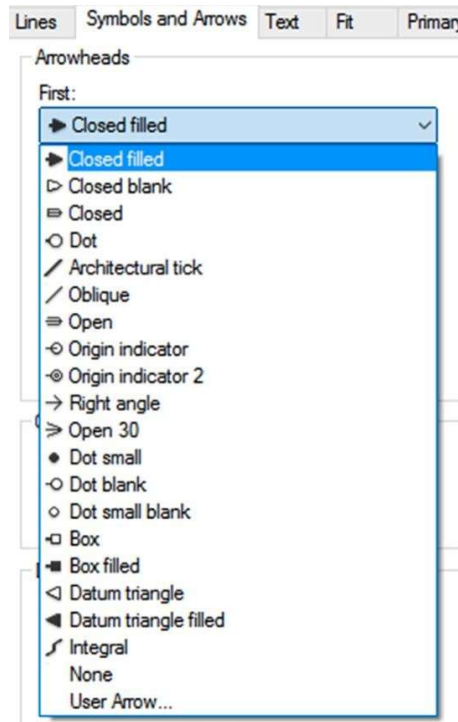 Lines Symbols and Arrows Text Fit Primary
Arrowheads
First:
Closed filled
Closed filled
Closed blank
Closed
Dot
Architectural tick
Oblique
Open
Origin indicator
Origin indicator 2
Right angle
Open 30
Dot small
Dot blank
Dot small blank
Box
Box filled
Datum triangle
Datum triangle filled
Integral
None
User Arrow...